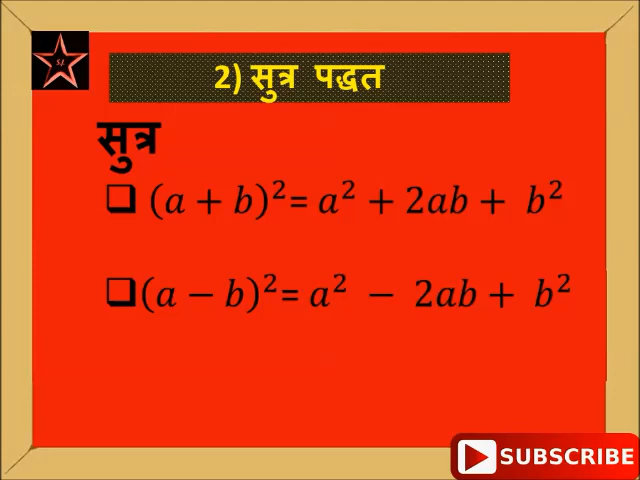 2) सुत्र पद्धत
सुत्र
❑ (a + b)²= a² + 2ab + b²
❑(a − b)²= a² − 2ab + b²
SUBSCRIBE